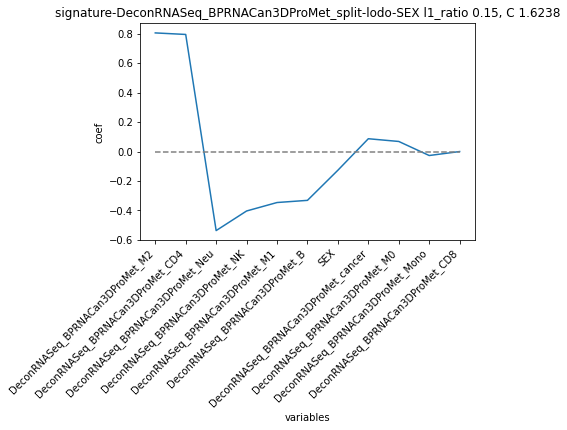 signature-DeconRNASeq_BPRNACan3DProMet_split-lodo-SEX l1_ratio 0.15, C 1.6238
0.8
0.6
0.4
0.2
0.0
−0.2
−0.4
−0.6
coef
DeconRNASeq_BPRNACan3DProMet_M2
DeconRNASeq_BPRNACan3DProMet_CD4
DeconRNASeq_BPRNACan3DProMet_Neu
DeconRNASeq_BPRNACan3DProMet_NK
DeconRNASeq_BPRNACan3DProMet_M1
DeconRNASeq_BPRNACan3DProMet_B
SEX
DeconRNASeq_BPRNACan3DProMet_cancer
DeconRNASeq_BPRNACan3DProMet_M0
DeconRNASeq_BPRNACan3DProMet_Mono
DeconRNASeq_BPRNACan3DProMet_CD8
variables